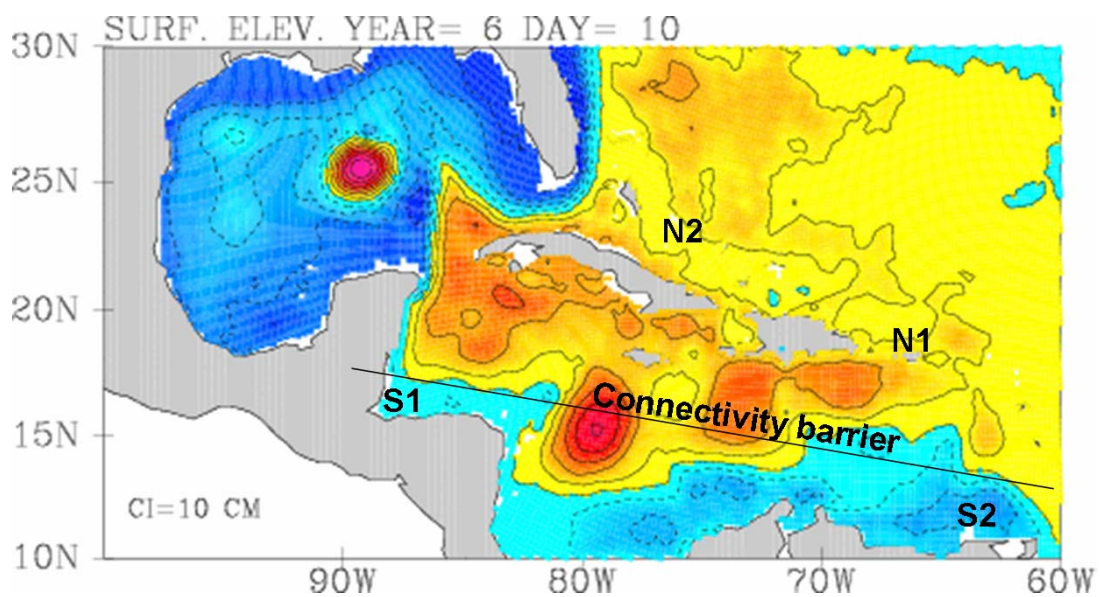 SURF. ELEV. YEAR= 6 DAY= 10
30N
25N
N2
20N
N1
S1
Connectivity barrier
15N
CI=10 CM
S2
10N
90W 80W 70W 60W